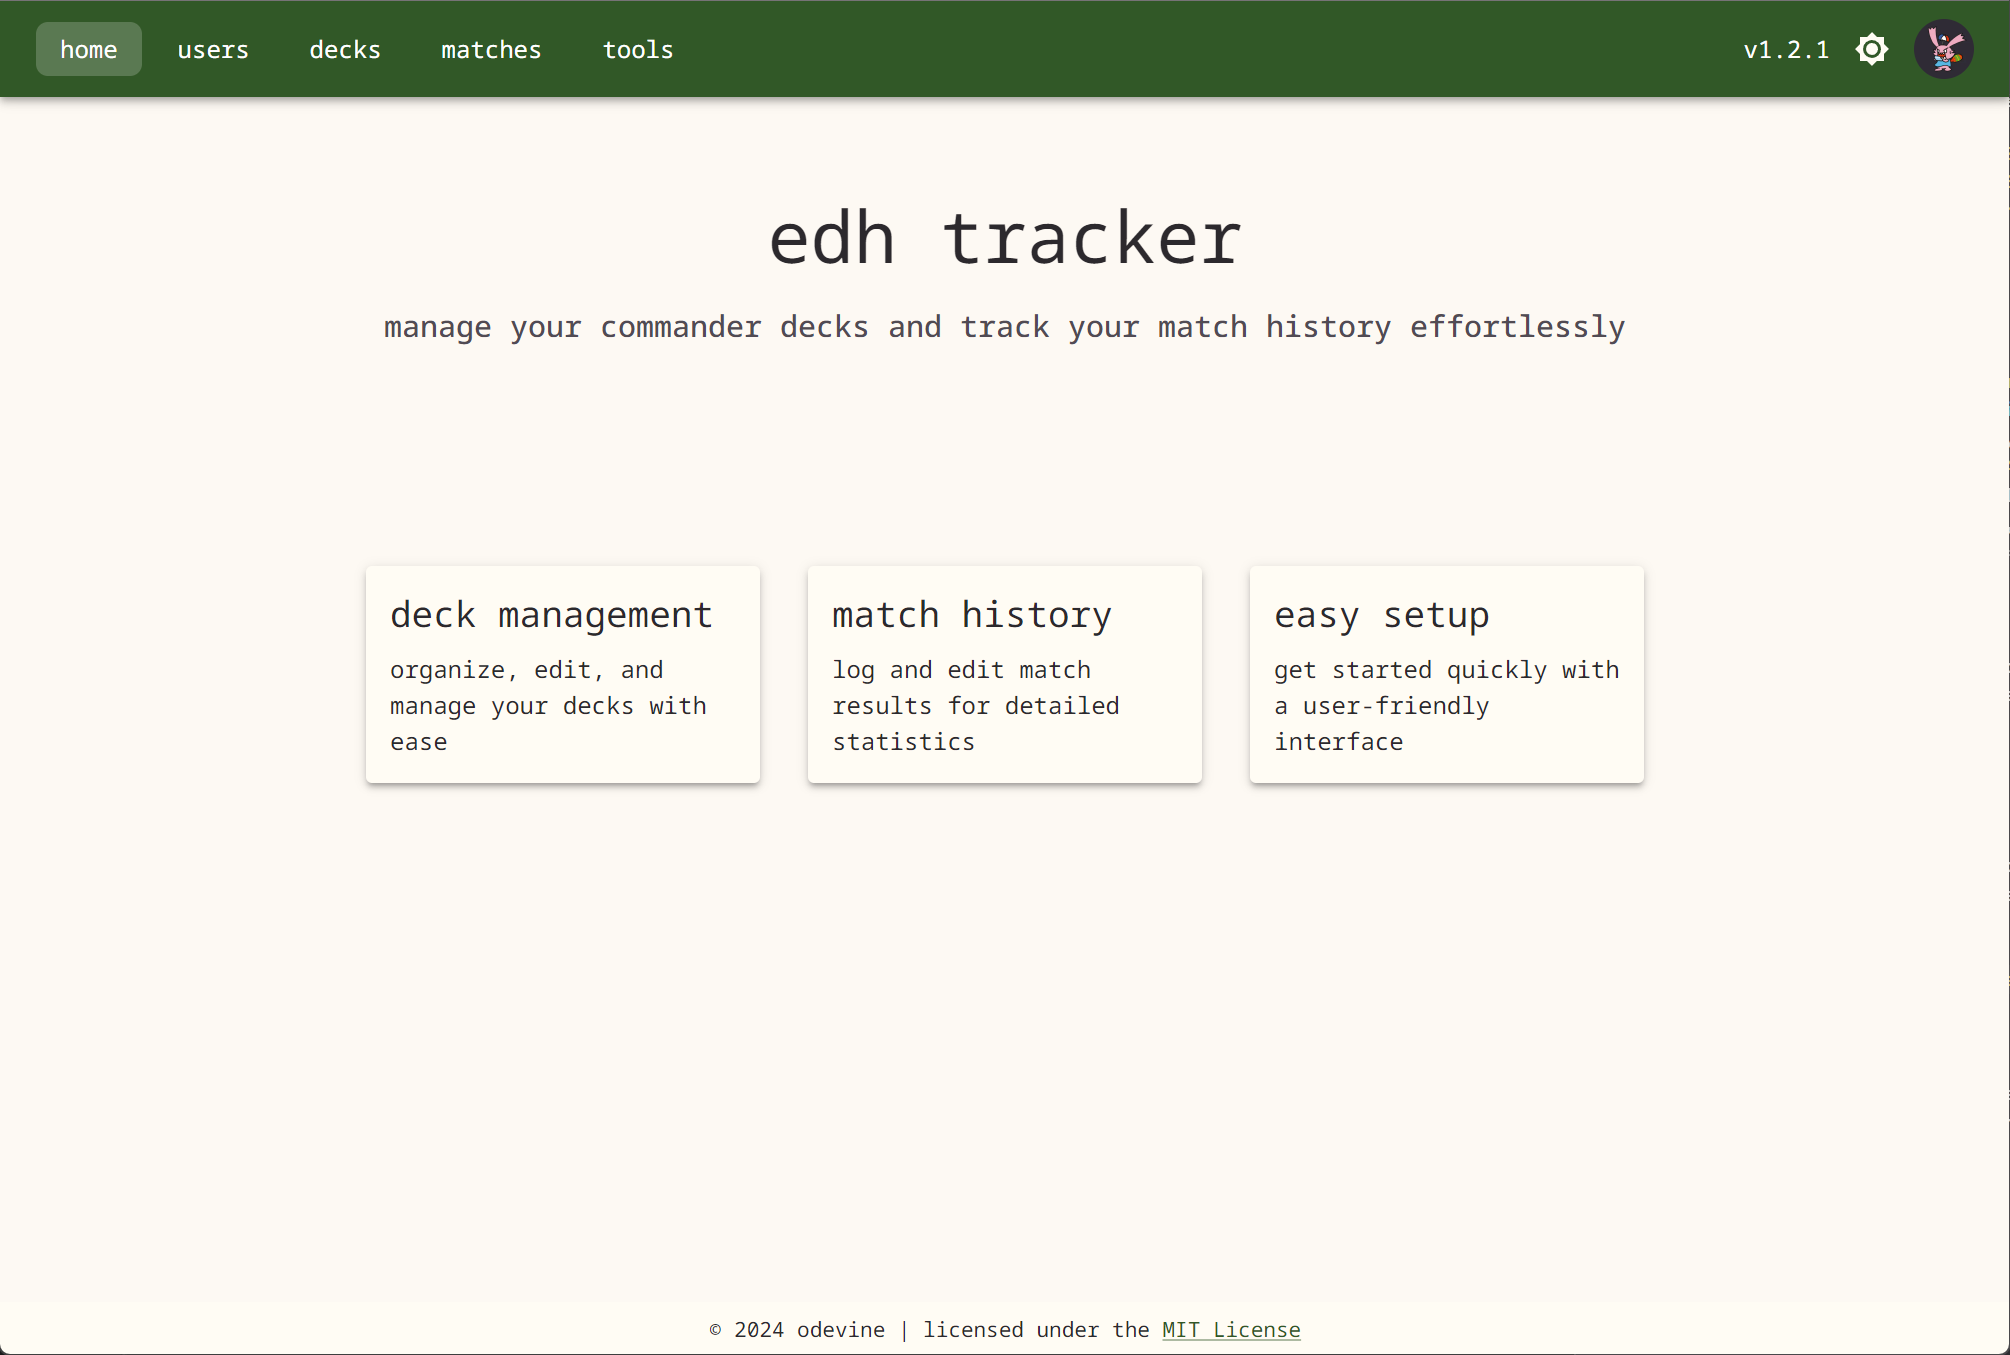 home users decks matches tools v1.2.1
edh tracker
manage your commander decks and track your match history effortlessly
deck management
organize, edit, and
manage your decks with
ease
match history
log and edit match
results for detailed
statistics
easy setup
get started quickly with
a user-friendly
interface
© 2024 odevine | licensed under the MIT License